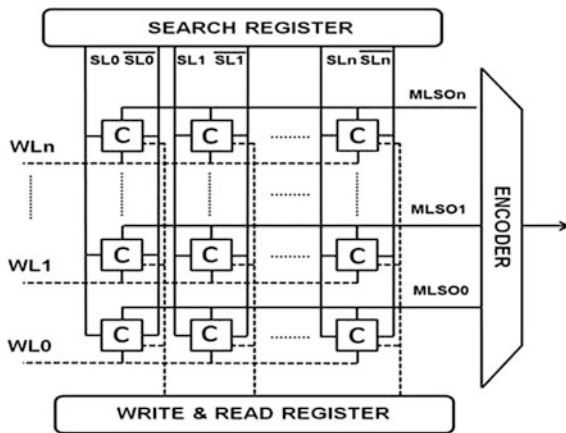 SEARCH REGISTER
SL0 SL0 SL1 SL1 SLn SLn
MLSOn
C C C
WLn
MLSO1
C C C
WL1
MLSO0
C C C
WL0
ENCODER
WRITE & READ REGISTER